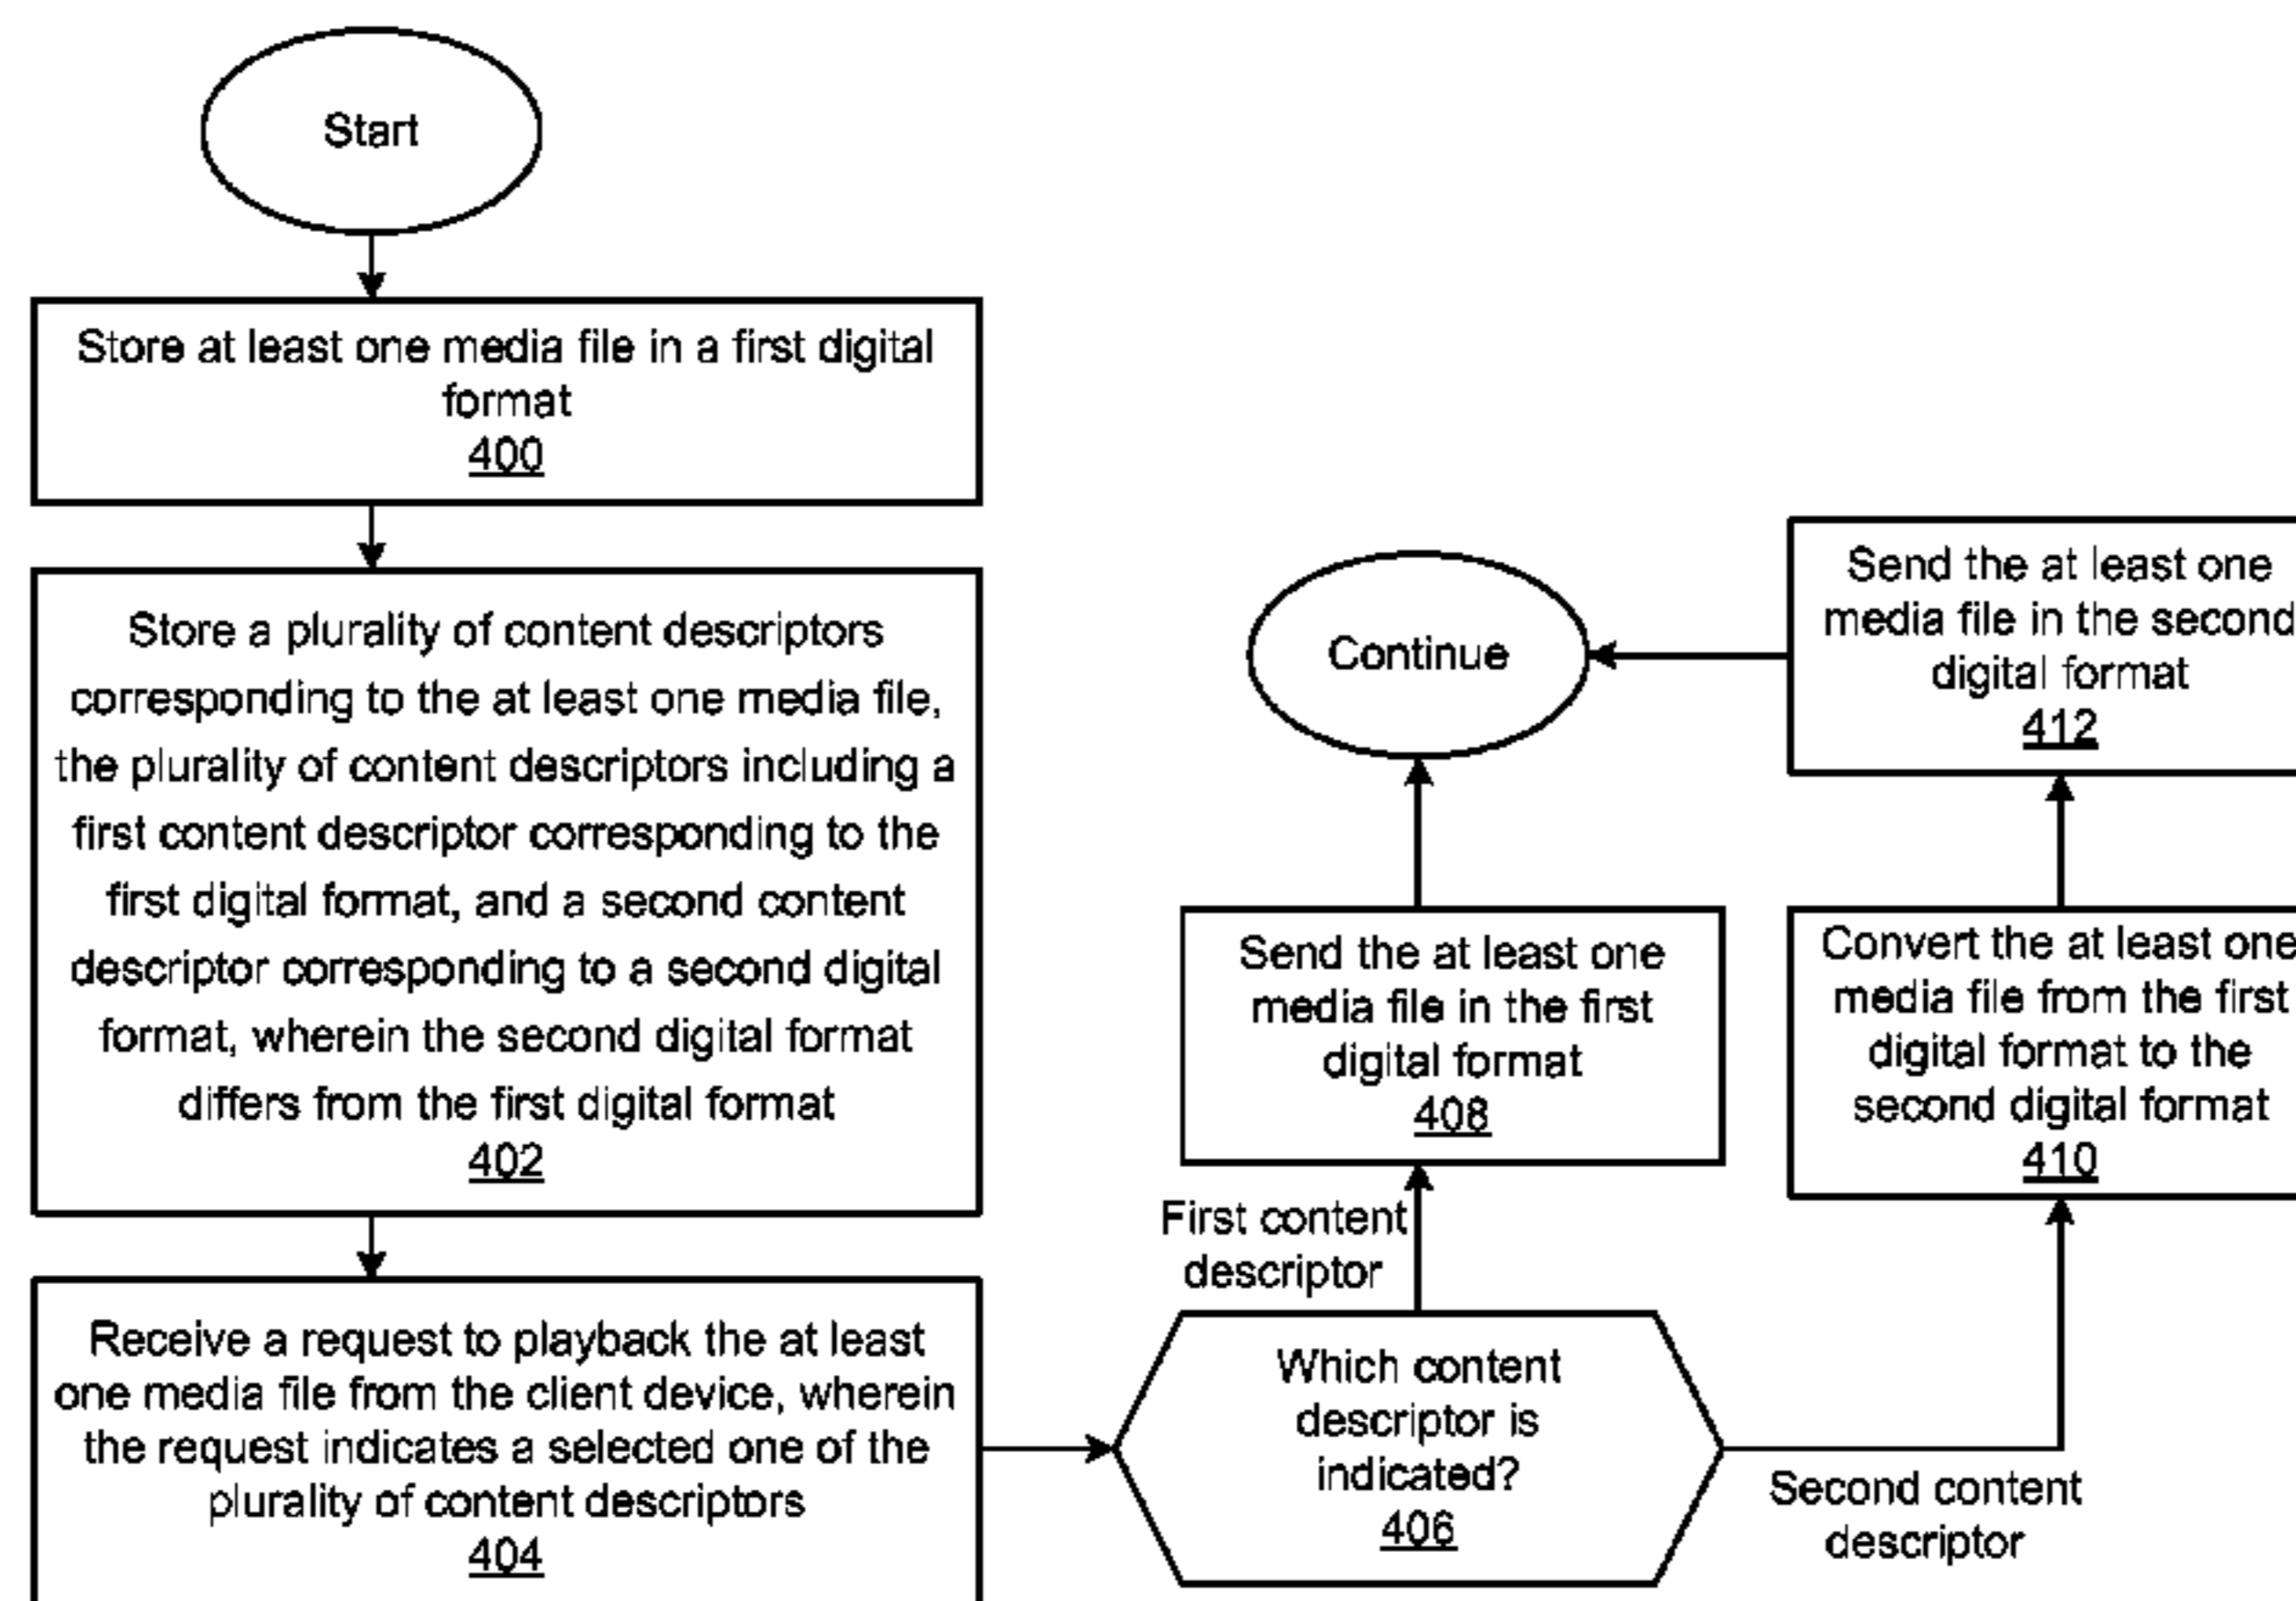 Start
Store at least one media file in a first digital
format
400
Store a plurality of content descriptors
corresponding to the at least one media file,
the plurality of content descriptors including a
first content descriptor corresponding to the
first digital format, and a second content
descriptor corresponding to a second digital
format, wherein the second digital format
differs from the first digital format
402
Receive a request to playback the at least
one media file from the client device, wherein
the request indicates a selected one of the
plurality of content descriptors
404
Which content
descriptor is
indicated?
406
First content
descriptor
Send the at least one
media file in the first
digital format
408
Continue
Second content
descriptor
Convert the at least one
media file from the first
digital format to the
second digital format
410
Send the at least one
media file in the second
digital format
412